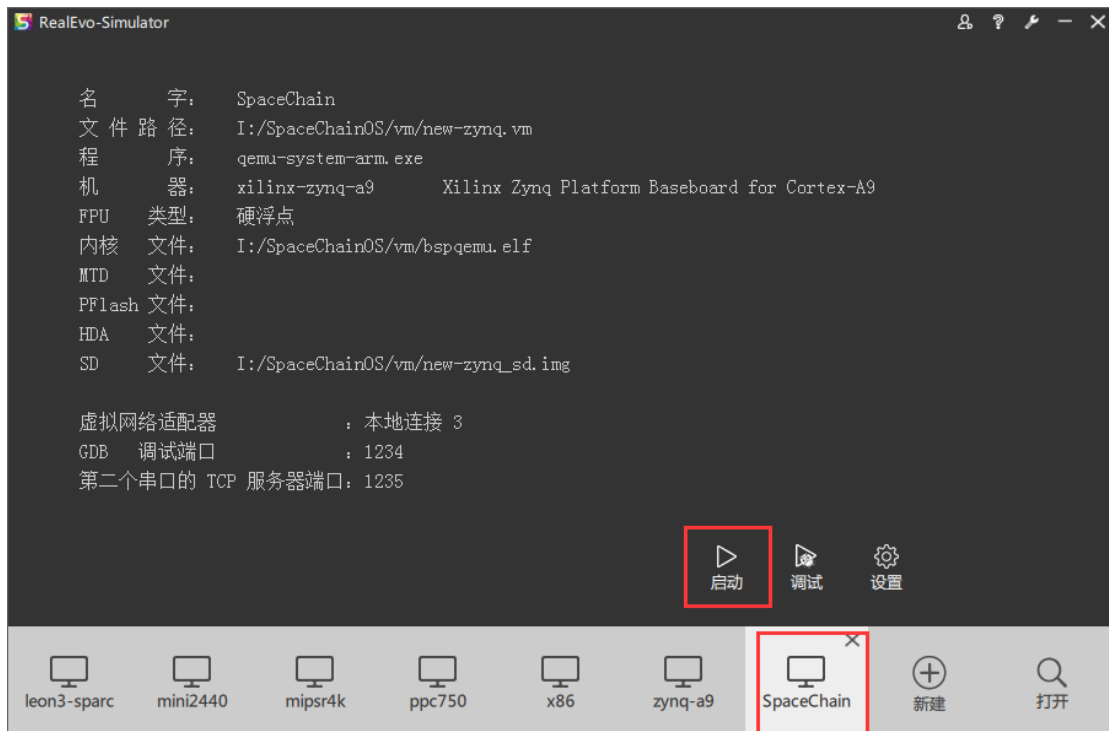 RealEvo-Simulator
名 字: SpaceChain
文件路径: I:/SpaceChainOS/vm/new-zynq.vm
程 序: qemu-system-arm.exe
机 器: xilinx-zynq-a9 Xilinx Zynq Platform Baseboard for Cortex-A9
FPU 类型: 硬浮点
内核 文件: I:/SpaceChainOS/vm/bspqemu.elf
MTD 文件:
PFlash 文件:
HDA 文件:
SD 文件: I:/SpaceChainOS/vm/new-zynq_sd.img
虚拟网络适配器 : 本地连接 3
GDB 调试端口 : 1234
第二个串口的 TCP 服务器端口: 1235
启动 调试 设置
leon3-sparc mini2440 mipsr4k ppc750 x86 zynq-a9 SpaceChain 新建 打开